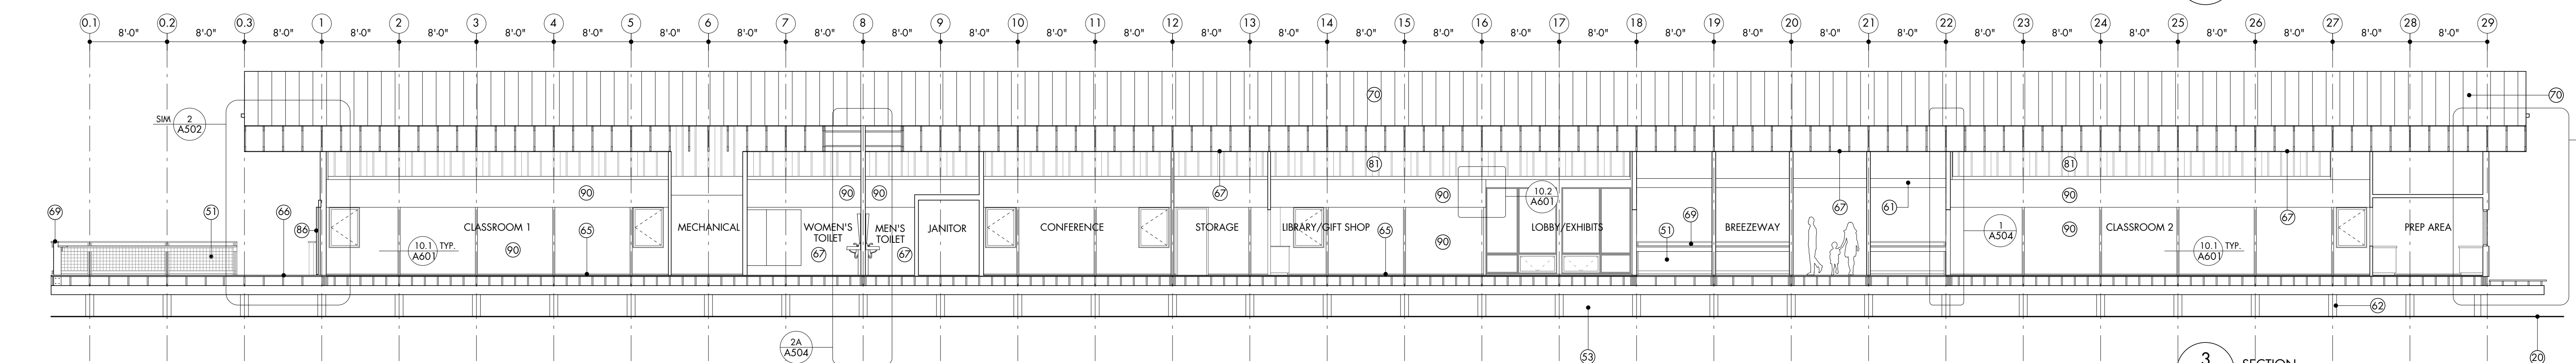 0.1 0.2 0.3 1 2 3 4 5 6 7 8 9 10 11 12 13 14 15 16 17 18 19 20 21 22 23 24 25 26 27 28 29
8'-0" 8'-0" 8'-0" 8'-0" 8'-0" 8'-0" 8'-0" 8'-0" 8'-0" 8'-0" 8'-0" 8'-0" 8'-0" 8'-0" 8'-0" 8'-0" 8'-0" 8'-0" 8'-0" 8'-0" 8'-0" 8'-0" 8'-0" 8'-0" 8'-0" 8'-0" 8'-0" 8'-0" 8'-0" 8'-0" 8'-0"
70 70
SIM 2
A502
81 81
90 90 90 90 90
67 67 67
61
10.2
A601
69 51 66
86
CLASSROOM 1
10.1 TYP.
A601
90
65
MECHANICAL
WOMEN'S
TOILET
67
MEN'S
TOILET
67
JANITOR
CONFERENCE
STORAGE
LIBRARY/GIFT SHOP
65
90
LOBBY/EXHIBITS
51 69
BREEZEWAY
1
A504
90
CLASSROOM 2
10.1 TYP.
A601
PREP AREA
62
53
20
2A
A504
3 SECTION